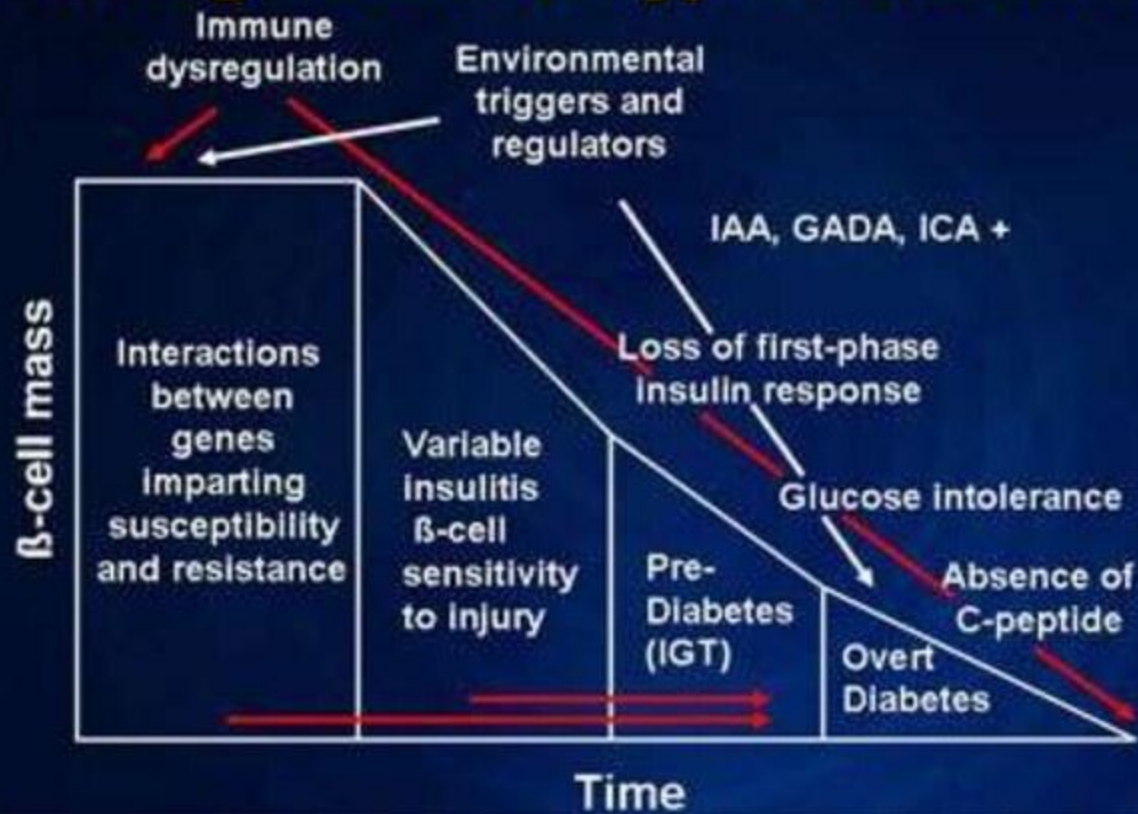 Immune
dysregulation
Environmental
triggers and
regulators
IAA, GADA, ICA +
Loss of first-phase
insulin response
Glucose intolerance
Absence of
C-peptide
ß-cell mass
Interactions
between
genes
imparting
susceptibility
and resistance
Variable
insulitis
ß-cell
sensitivity
to injury
Pre-
Diabetes
(IGT)
Overt
Diabetes
Time